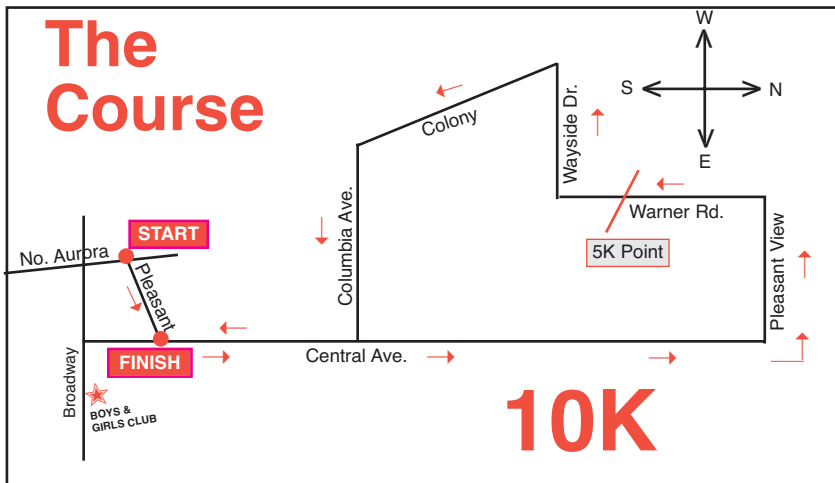 The
Course
W
S
N
E
Colony
Wayside Dr.
Warner Rd.
5K Point
Columbia Ave.
Pleasant View
START
No. Aurora
Pleasant
FINISH
Central Ave.
Broadway
BOYS &
GIRLS CLUB
10K